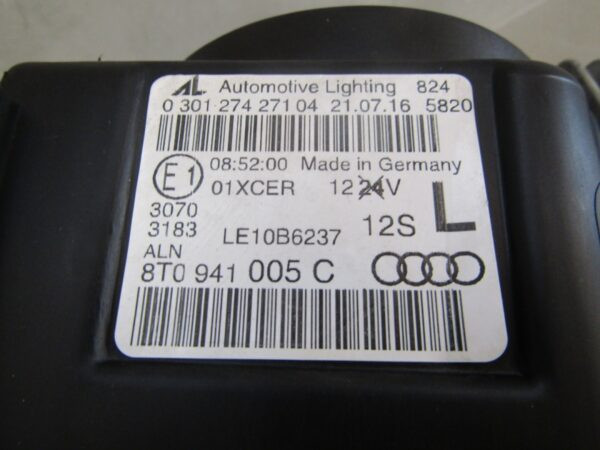 AL Automotive Lighting 824
0 301 274 271 04 21.07.16 5820
E1 08:52:00 Made in Germany
01XCER 12 24V
3070
3183 LE10B6237 12S L
ALN
8T0 941 005 C